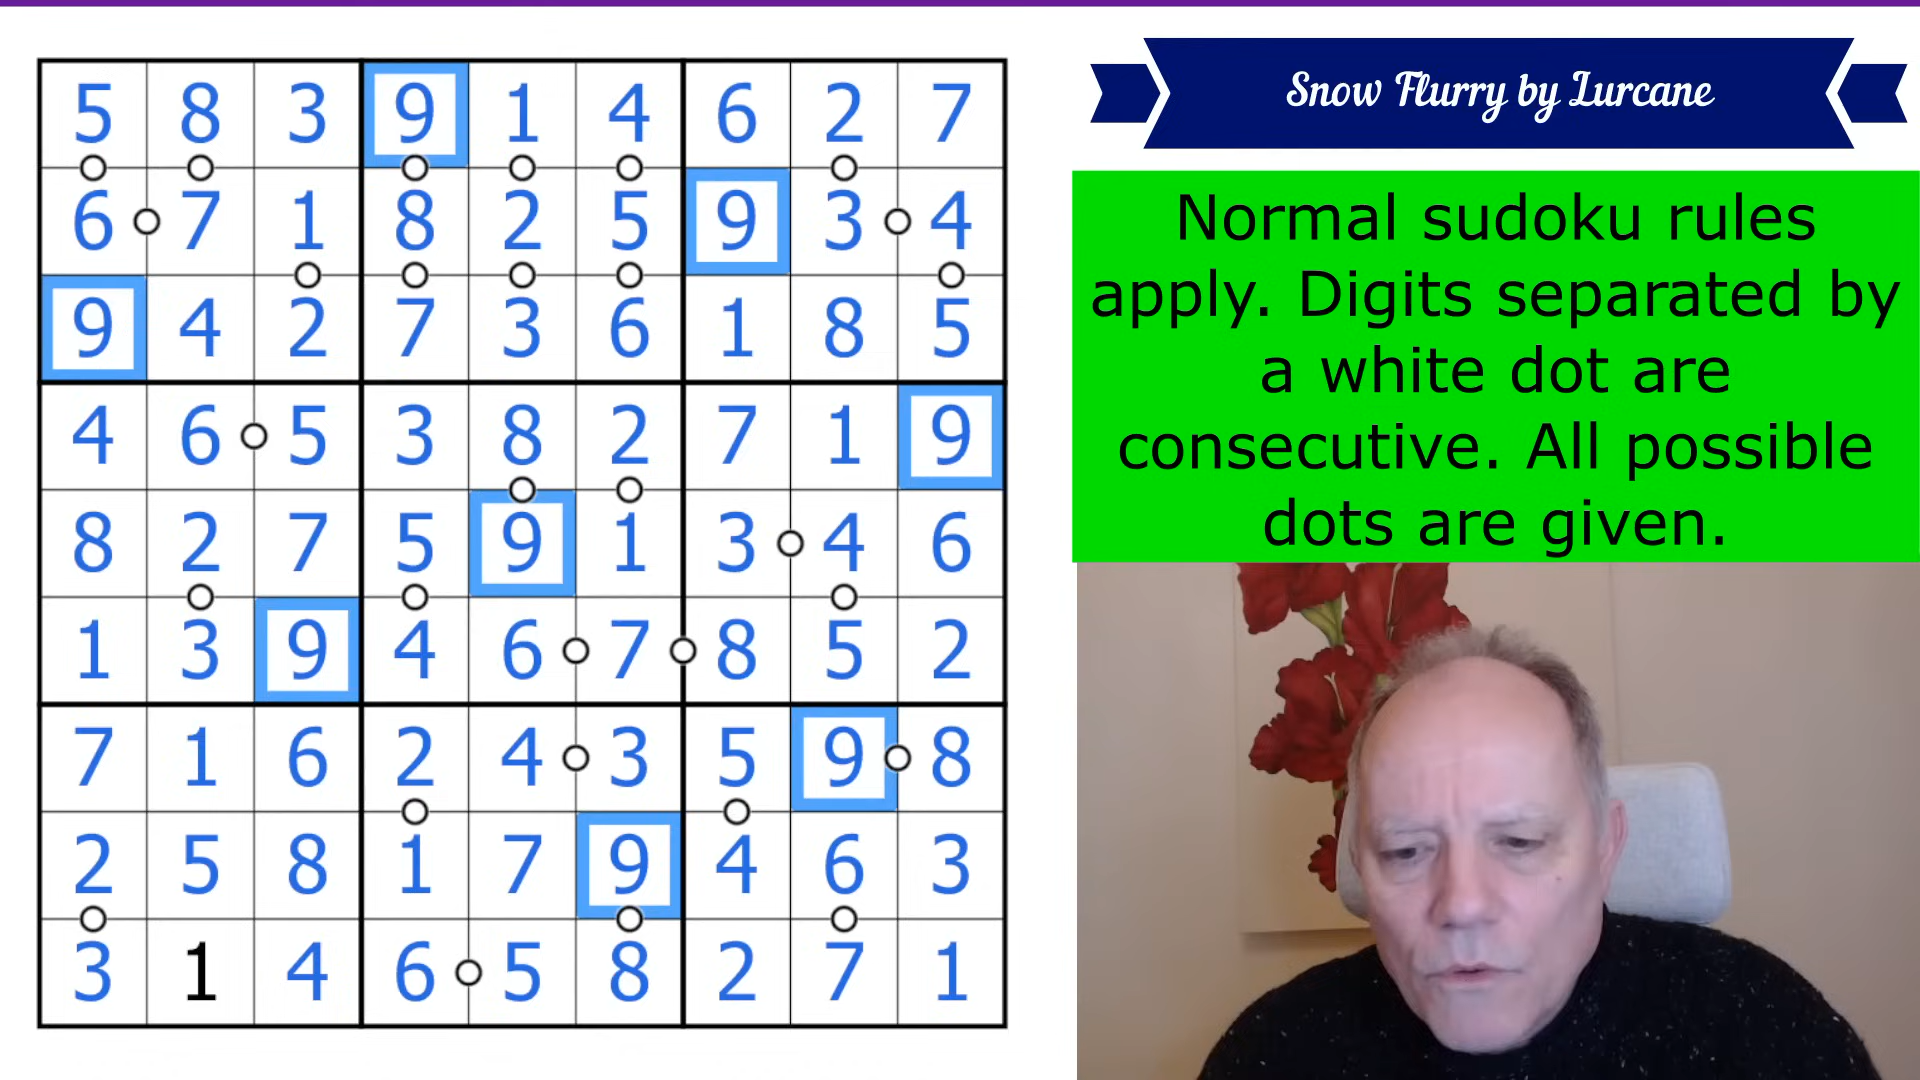 Snow Flurry by Lurcane
Normal sudoku rules
apply. Digits separated by
a white dot are
consecutive. All possible
dots are given.
5 8 3 9 1 4 6 2 7
6 7 1 8 2 5 9 3 4
9 4 2 7 3 6 1 8 5
4 6 5 3 8 2 7 1 9
8 2 7 5 9 1 3 4 6
1 3 9 4 6 7 8 5 2
7 1 6 2 4 3 5 9 8
2 5 8 1 7 9 4 6 3
3 1 4 6 5 8 2 7 1